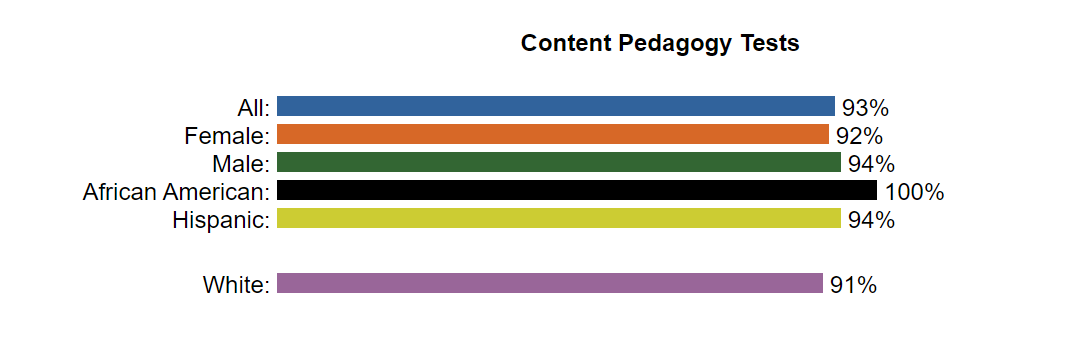 Content Pedagogy Tests
All: 93%
Female: 92%
Male: 94%
African American: 100%
Hispanic: 94%
White: 91%